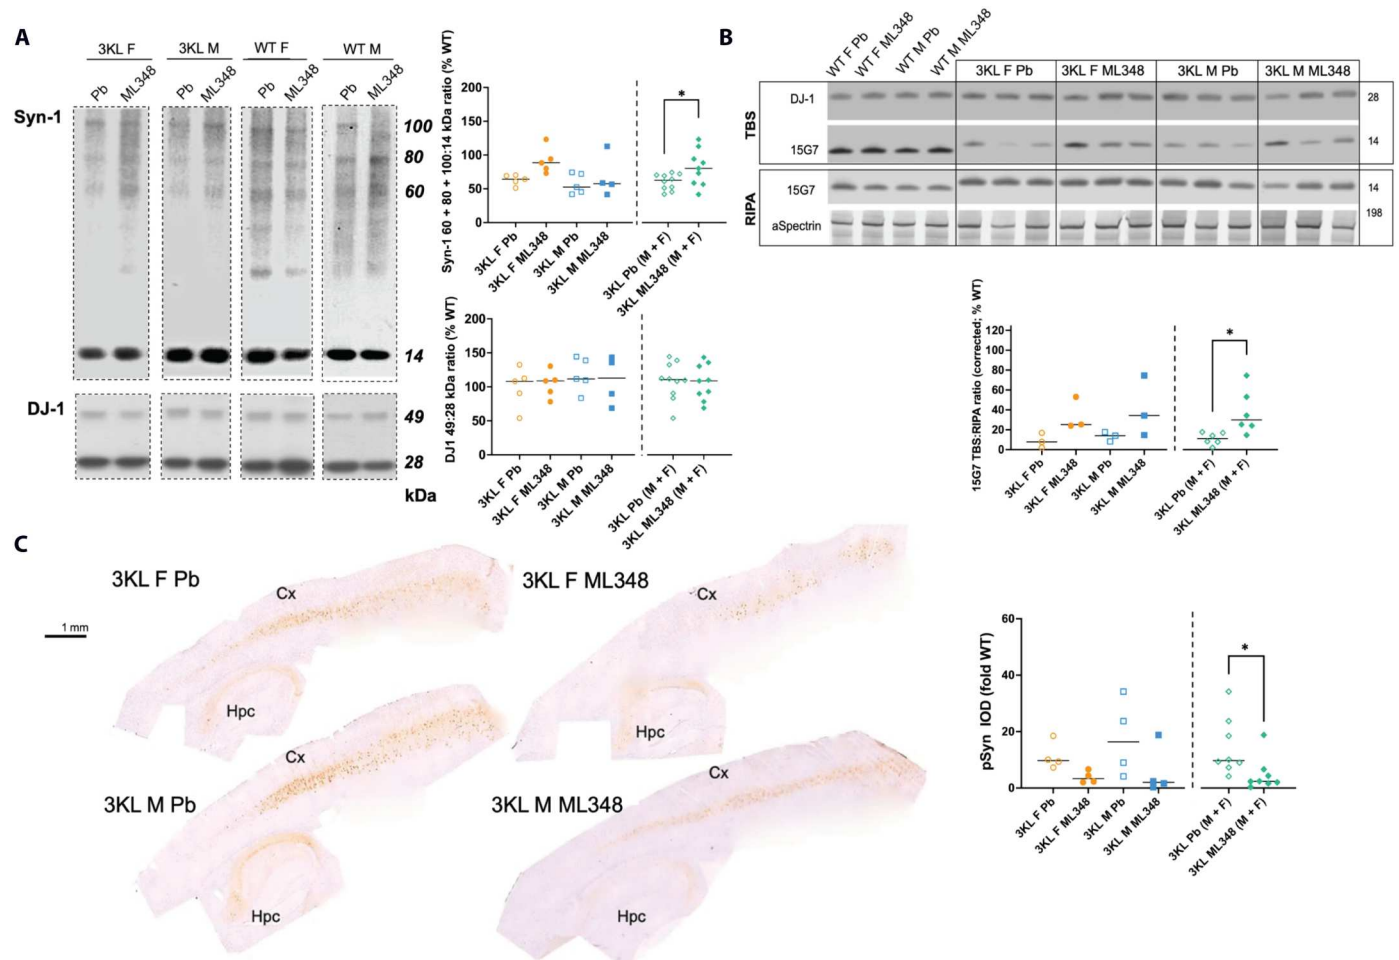 A
3KL F
3KL M
WT F
WT M
Pb
ML348
Pb
ML348
Pb
ML348
Pb
ML348
Syn-1
100
80
60
14
DJ-1
49
28
kDa
Syn-1 60 + 80 + 100:14 kDa ratio (% WT)
200
150
100
50
0
*
3KL F Pb
3KL F ML348
3KL M Pb
3KL M ML348
3KL Pb (M + F)
3KL ML348 (M + F)
DJ1 49:28 kDa ratio (% WT)
200
150
100
50
0
3KL F Pb
3KL F ML348
3KL M Pb
3KL M ML348
3KL Pb (M + F)
3KL ML348 (M + F)
B
WT F Pb
WT F ML348
WT M Pb
WT M ML348
3KL F Pb
3KL F ML348
3KL M Pb
3KL M ML348
TBS
DJ-1
28
15G7
14
RIPA
15G7
14
aSpectrin
198
15G7 TBS:RIPA ratio (corrected; % WT)
120
100
80
60
40
20
0
*
3KL F Pb
3KL F ML348
3KL M Pb
3KL M ML348
3KL Pb (M + F)
3KL ML348 (M + F)
C
3KL F Pb
Cx
Hpc
1 mm
3KL F ML348
Cx
Hpc
3KL M Pb
Cx
Hpc
3KL M ML348
Cx
Hpc
pSyn IOD (fold WT)
60
40
20
0
*
3KL F Pb
3KL F ML348
3KL M Pb
3KL M ML348
3KL Pb (M + F)
3KL ML348 (M + F)